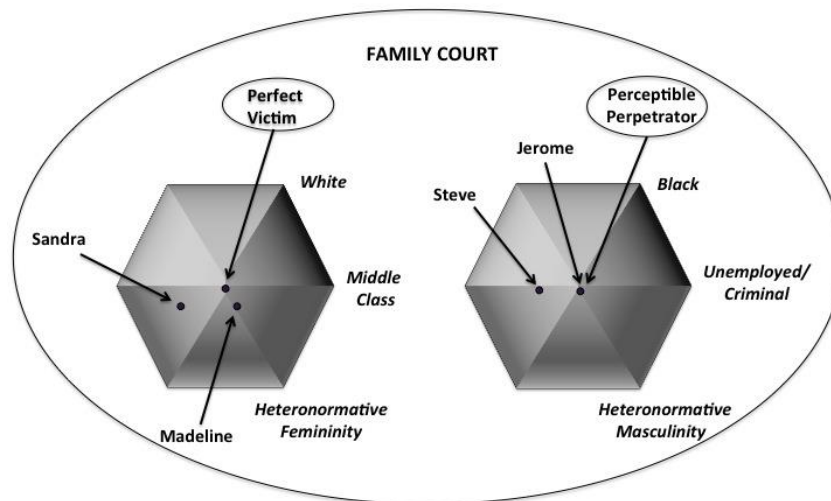 FAMILY COURT
Perfect
Victim
White
Sandra
Middle
Class
Heteronormative
Femininity
Madeline
Perceptible
Perpetrator
Jerome
Black
Steve
Unemployed/
Criminal
Heteronormative
Masculinity